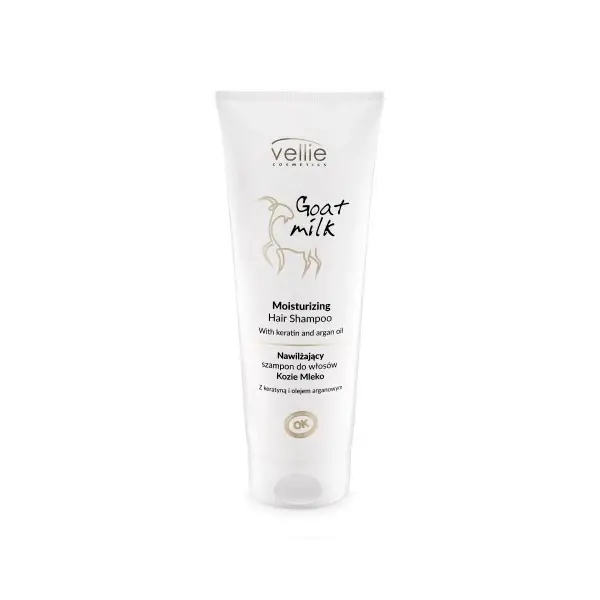 vellie
COSMETICS
Goat
milk
Moisturizing
Hair Shampoo
With keratin and argan oil
Nawilżający
szampon do włosów
Kozie Mleko
Z keratyną i olejem arganowym
OK